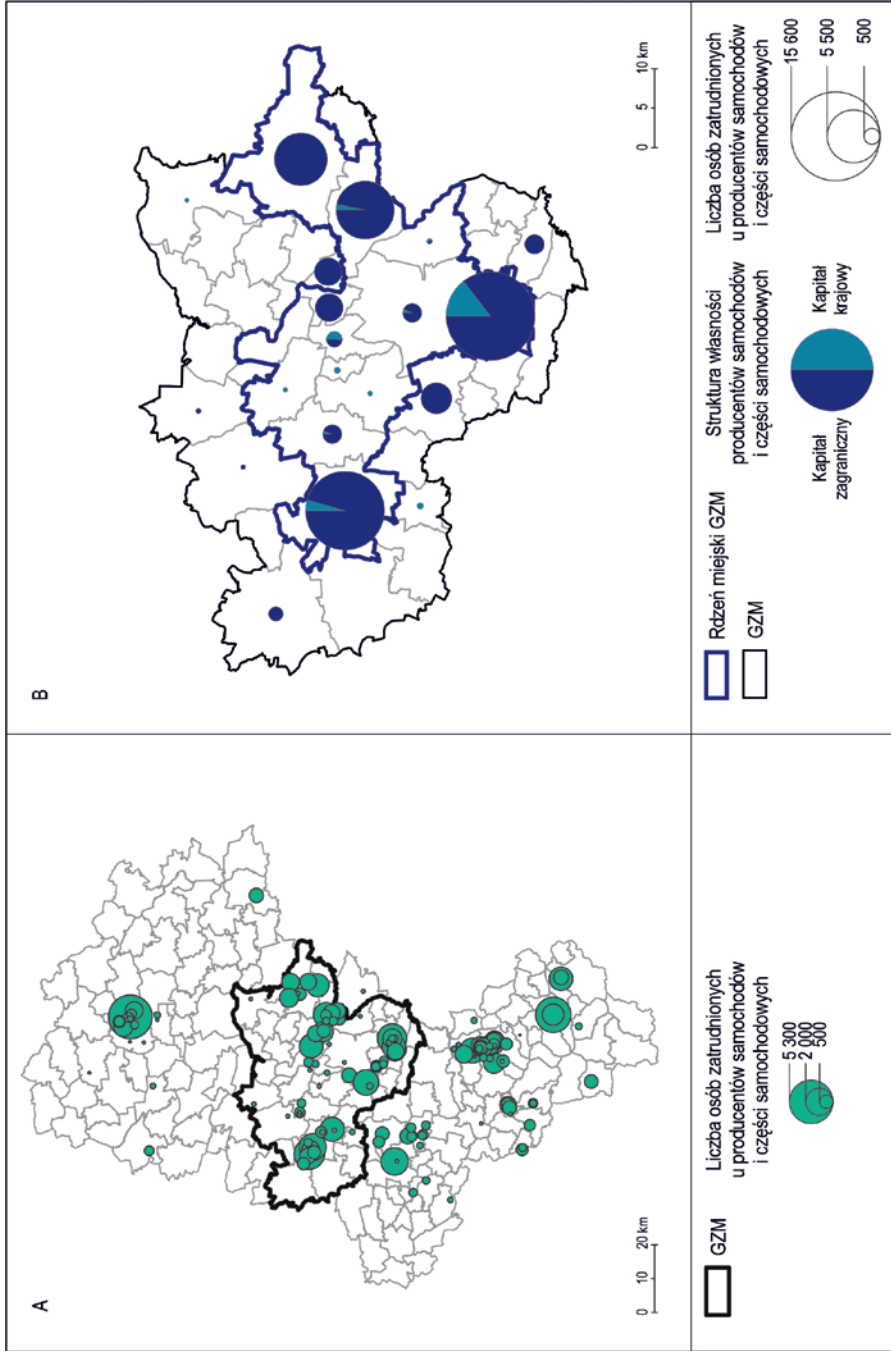 A
0 10 20 km
GZM
Liczba osób zatrudnionych
u producentów samochodów
i części samochodowych
5 300
2 000
500
B
0 5 10 km
Rdzeń miejski GZM
GZM
Struktura własności
producentów samochodów
i części samochodowych
Kapitał
zagraniczny
Kapitał
krajowy
Liczba osób zatrudnionych
u producentów samochodów
i części samochodowych
15 600
5 500
500